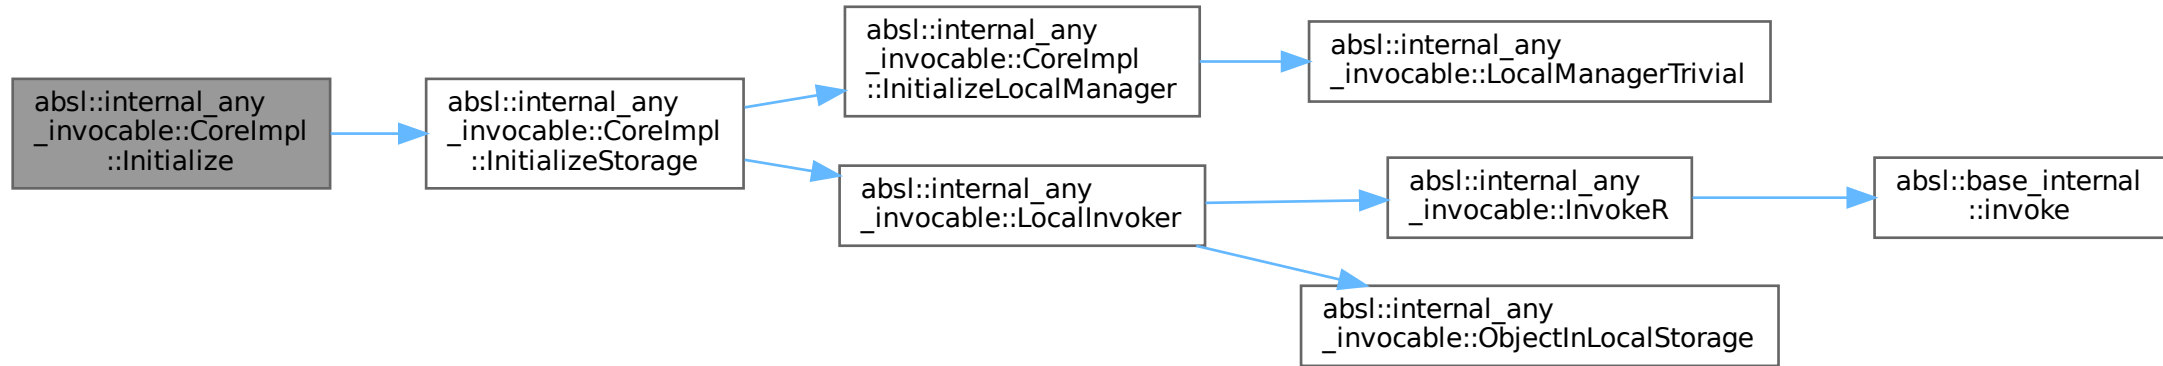 absl::internal_any
_invocable::CoreImpl
::Initialize
absl::internal_any
_invocable::CoreImpl
::InitializeStorage
absl::internal_any
_invocable::CoreImpl
::InitializeLocalManager
absl::internal_any
_invocable::LocalManagerTrivial
absl::internal_any
_invocable::LocalInvoker
absl::internal_any
_invocable::InvokeR
absl::base_internal
::invoke
absl::internal_any
_invocable::ObjectInLocalStorage